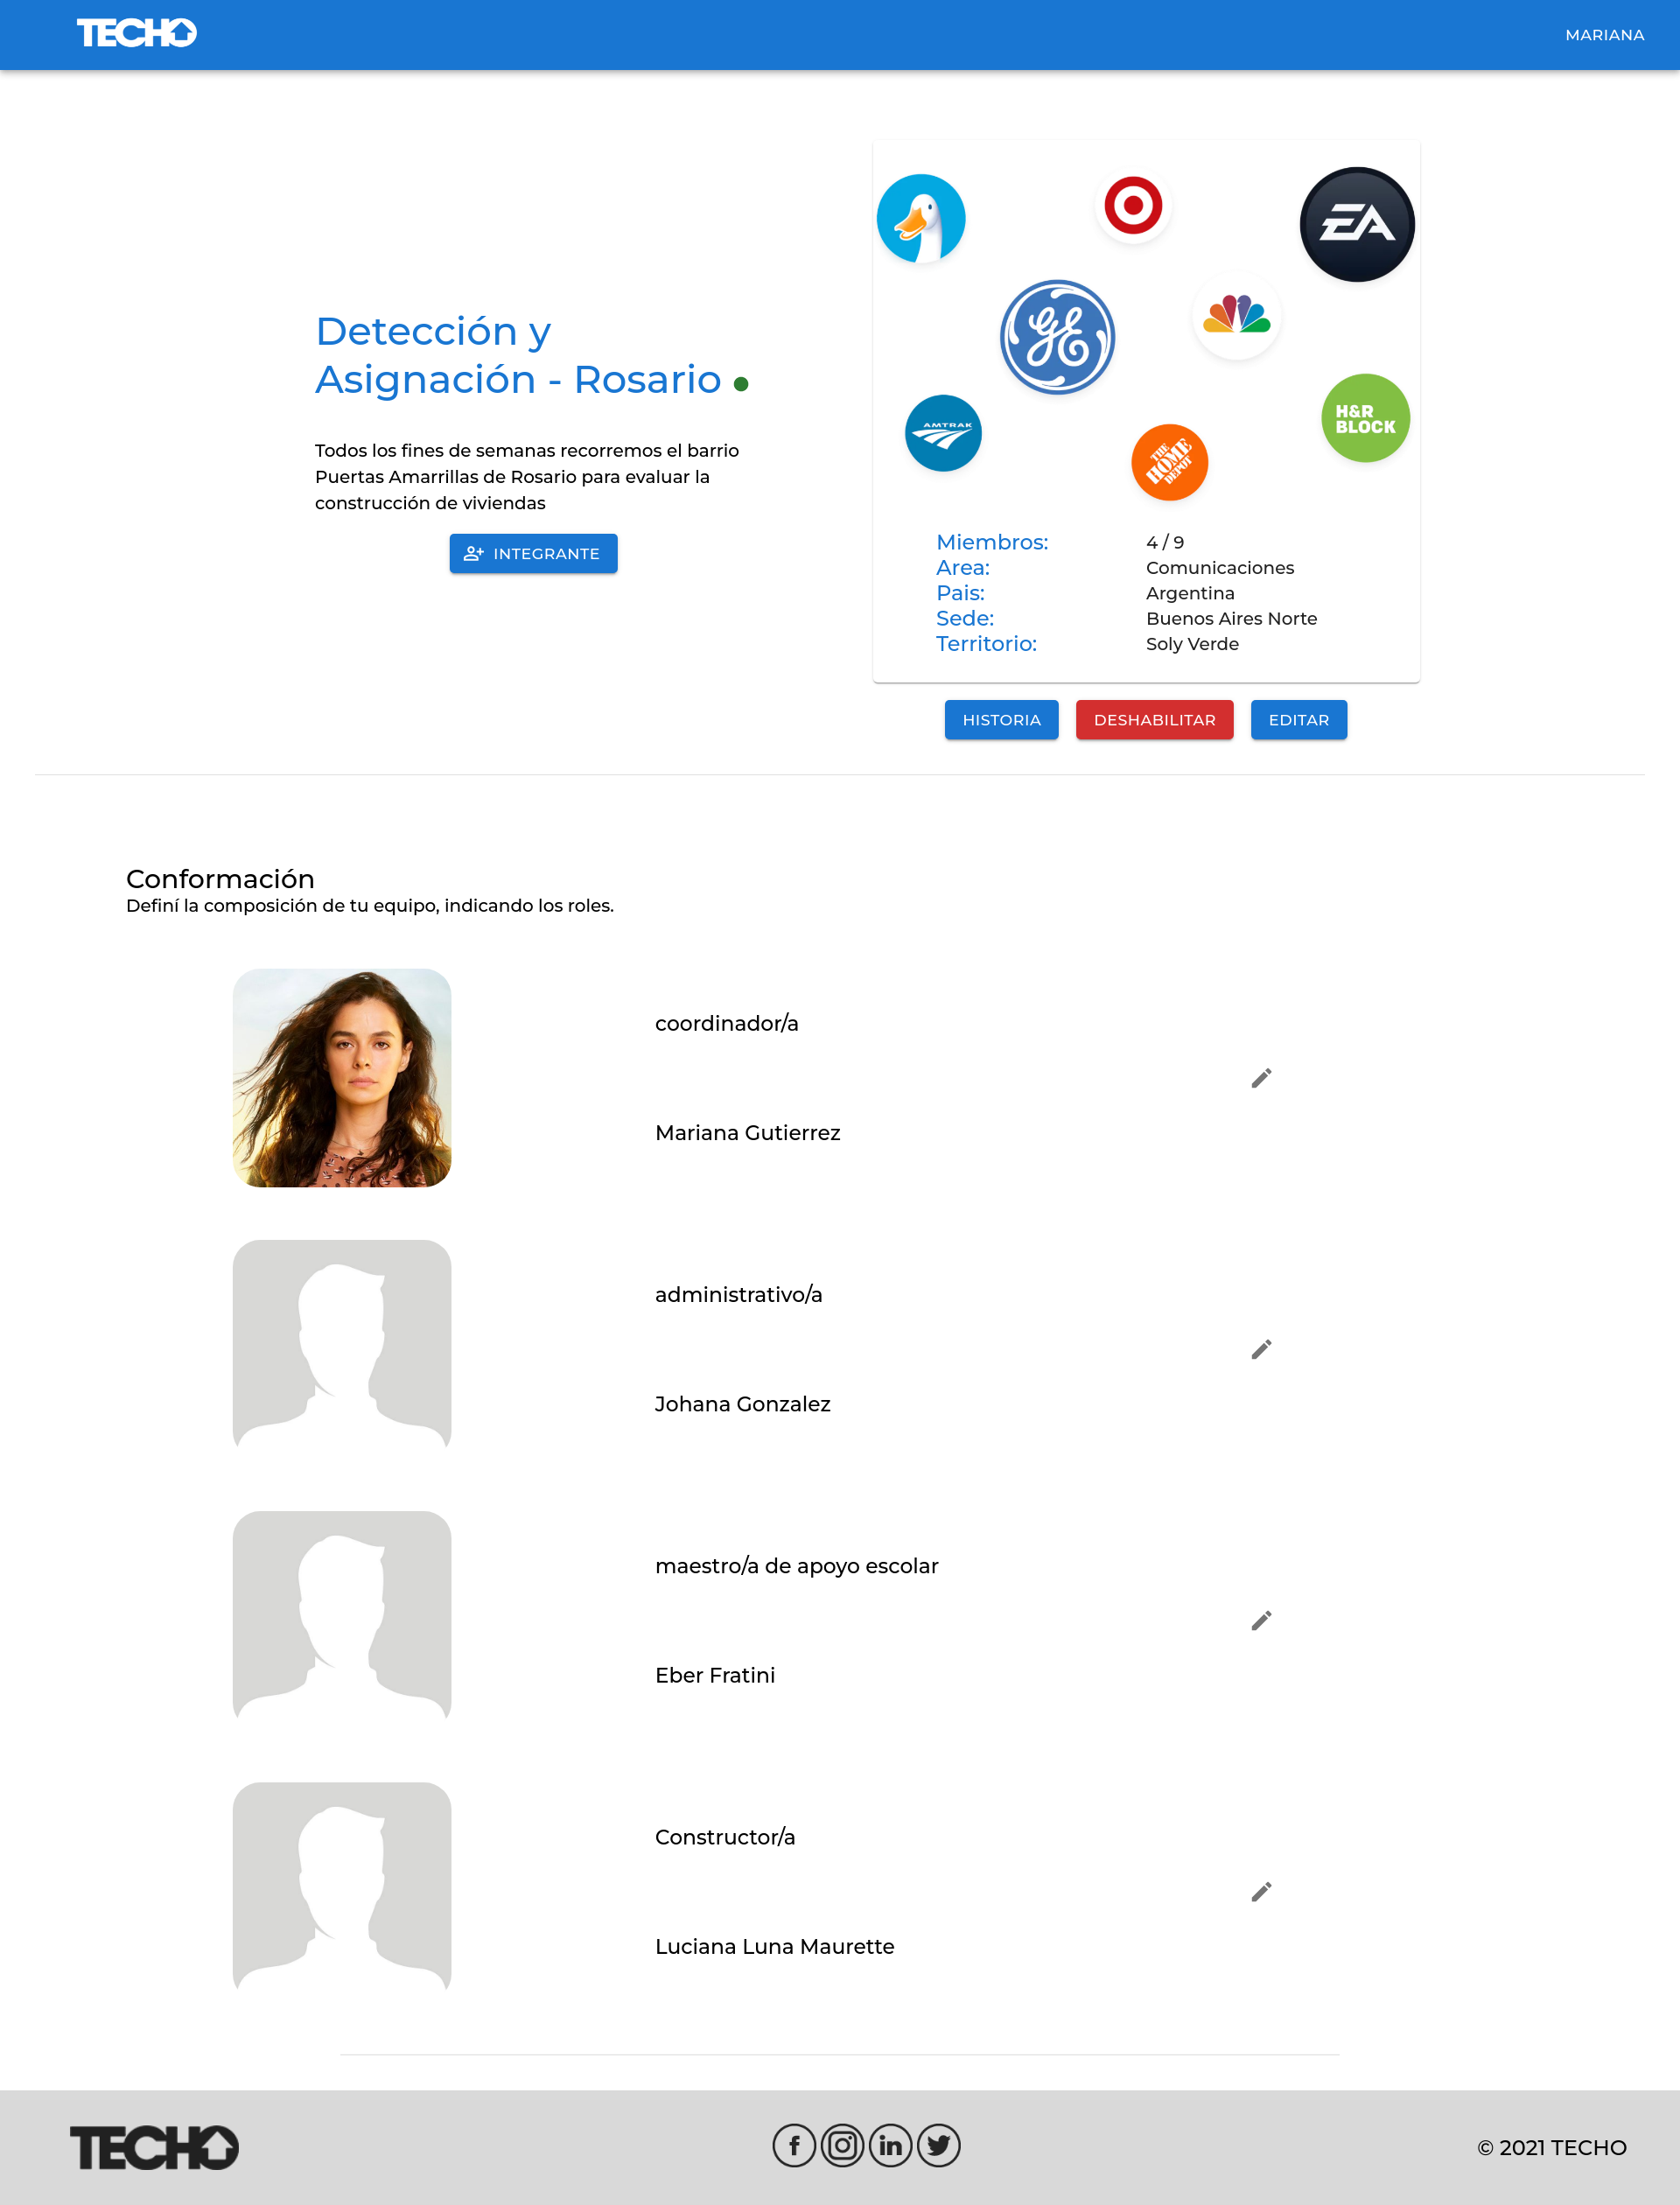 TECHO
MARIANA
EA
GE
AMTRAK
H&R
BLOCK
THE
HOME
DEPOT
Detección y
Asignación - Rosario
Todos los fines de semanas recorremos el barrio
Puertas Amarrillas de Rosario para evaluar la
construcción de viviendas
INTEGRANTE
Miembros: 4 / 9
Area: Comunicaciones
Pais: Argentina
Sede: Buenos Aires Norte
Territorio: Soly Verde
HISTORIA DESHABILITAR EDITAR
Conformación
Definí la composición de tu equipo, indicando los roles.
coordinador/a
Mariana Gutierrez
administrativo/a
Johana Gonzalez
maestro/a de apoyo escolar
Eber Fratini
Constructor/a
Luciana Luna Maurette
TECHO
f
in
© 2021 TECHO